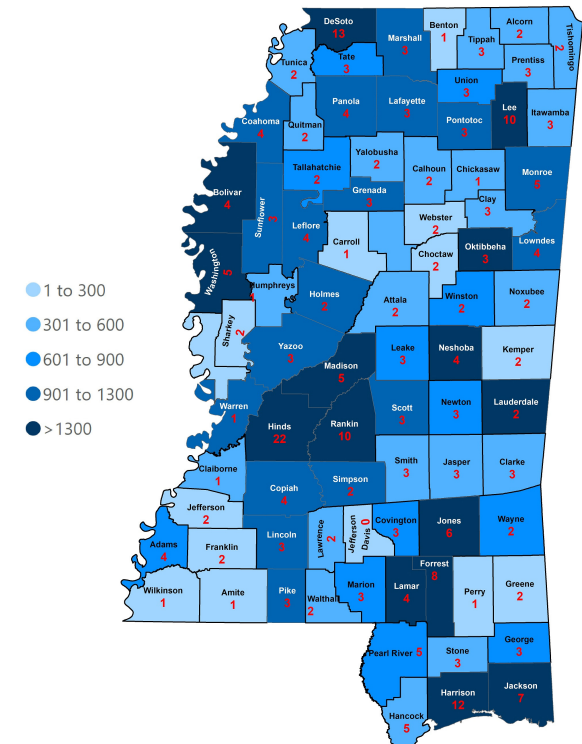 DeSoto
13
Marshall
3
Benton
1
Alcorn
2
Tippah
3
Tishomingo
2
Tunica
2
Tate
3
Prentiss
3
Union
3
Panola
4
Lafayette
Pontotoc
3
Lee
10
Itawamba
3
Coahoma
4
Quitman
2
Yalobusha
2
Tallahatchie
2
Calhoun
2
Chickasaw
1
Monroe
Bolivar
4
Sunflower
Grenada
3
Clay
3
Leflore
4
Webster
2
Carroll
1
Choctaw
2
Oktibbeha
3
Lowndes
4
Washington
5
Humphreys
Holmes
2
Attala
2
Winston
2
Noxubee
2
1 to 300
301 to 600
601 to 900
901 to 1300
>1300
Sharkey
2
Yazoo
3
Madison
5
Leake
3
Neshoba
4
Kemper
2
Warren
1
Hinds
22
Rankin
10
Scott
3
Newton
3
Lauderdale
2
Claiborne
1
Copiah
4
Simpson
2
Smith
3
Jasper
3
Clarke
3
Jefferson
2
Adams
4
Franklin
2
Lincoln
3
Lawrence
2
Jefferson
Davis
0
Covington
3
Jones
6
Wayne
2
Wilkinson
1
Amite
1
Pike
3
Walthall
2
Marion
3
Lamar
4
Forrest
8
Perry
1
Greene
2
Pearl River
5
Stone
3
George
3
Hancock
5
Harrison
12
Jackson
7